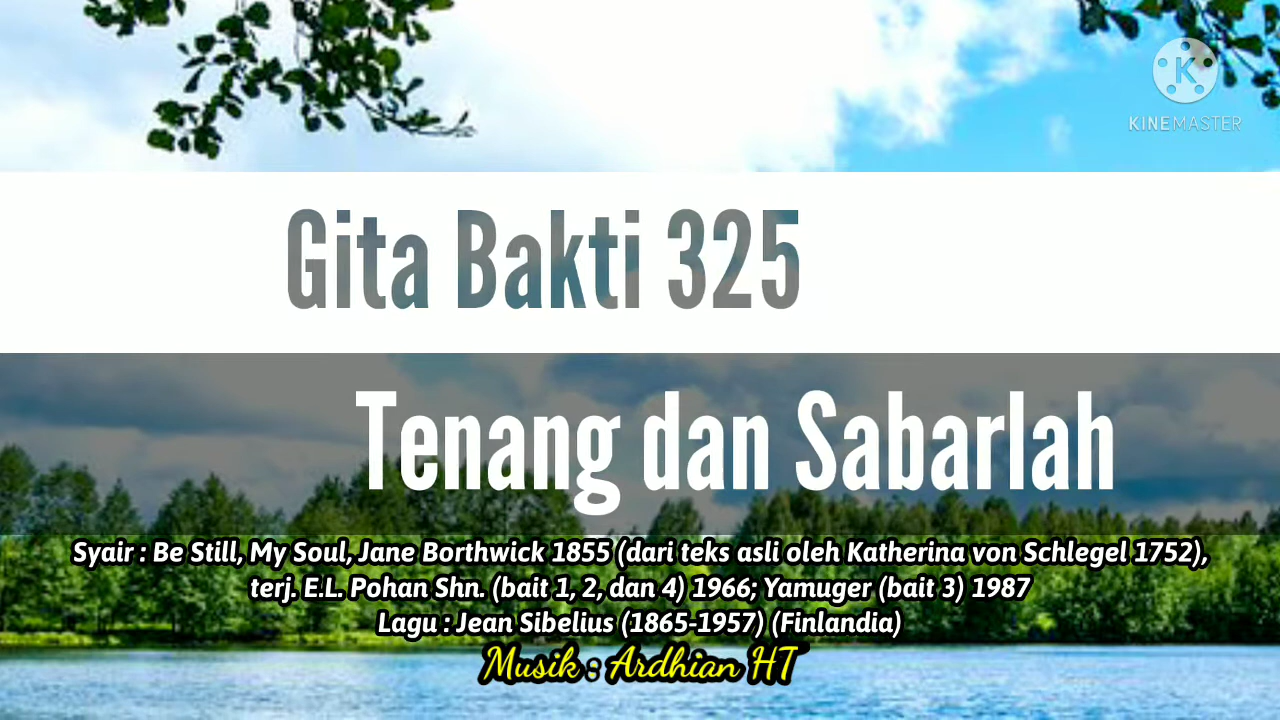 KINEMASTER
Gita Bakti 325
Tenang dan Sabarlah
Syair : Be Still, My Soul, Jane Borthwick 1855 (dari teks asli oleh Katherina von Schlegel 1752),
terj. E.L. Pohan Shn. (bait 1, 2, dan 4) 1966; Yamuger (bait 3) 1987
Lagu : Jean Sibelius (1865-1957) (Finlandia)
Musik : Ardhian HT